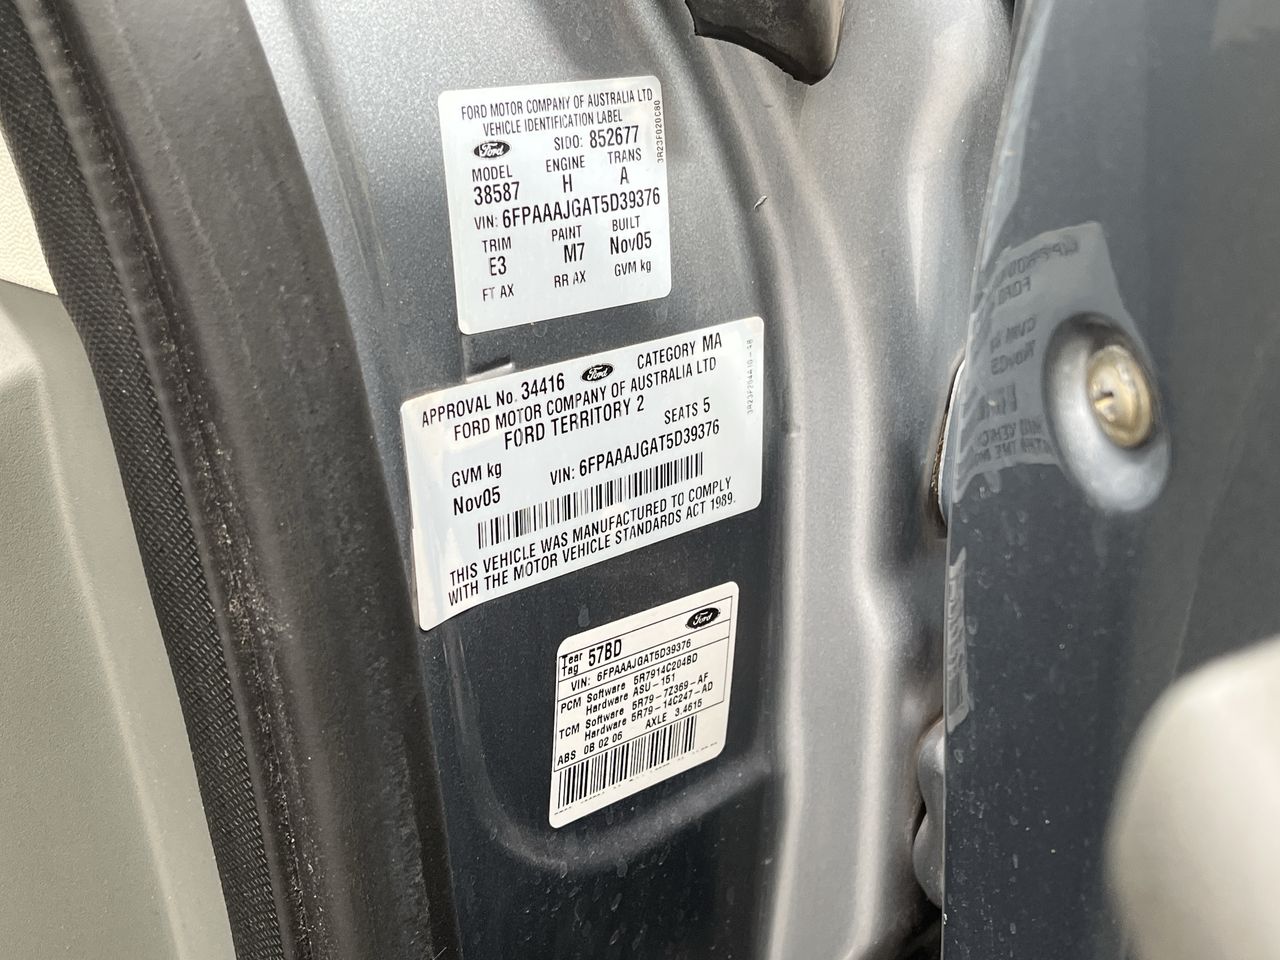 FORD MOTOR COMPANY OF AUSTRALIA LTD
VEHICLE IDENTIFICATION LABEL
Ford SIDO: 852677
MODEL ENGINE TRANS
38587 H A
VIN: 6FPAAAJGAT5D39376
TRIM PAINT BUILT
E3 M7 Nov05
FT AX RR AX GVM kg
3R23F020C80
APPROVAL No. 34416 Ford CATEGORY MA
FORD MOTOR COMPANY OF AUSTRALIA LTD
FORD TERRITORY 2
SEATS 5
GVM kg VIN: 6FPAAAJGAT5D39376
Nov05
THIS VEHICLE WAS MANUFACTURED TO COMPLY
WITH THE MOTOR VEHICLE STANDARDS ACT 1989.
Tear Tag 57BD Ford
VIN: 6FPAAAJGAT5D39376
PCM Software 5R7914C204BD
Hardware ASU-151
TCM Software 5R79-7Z369-AF
Hardware 5R79-14C247-AD
ABS 0B 02 06 AXLE 3.4615